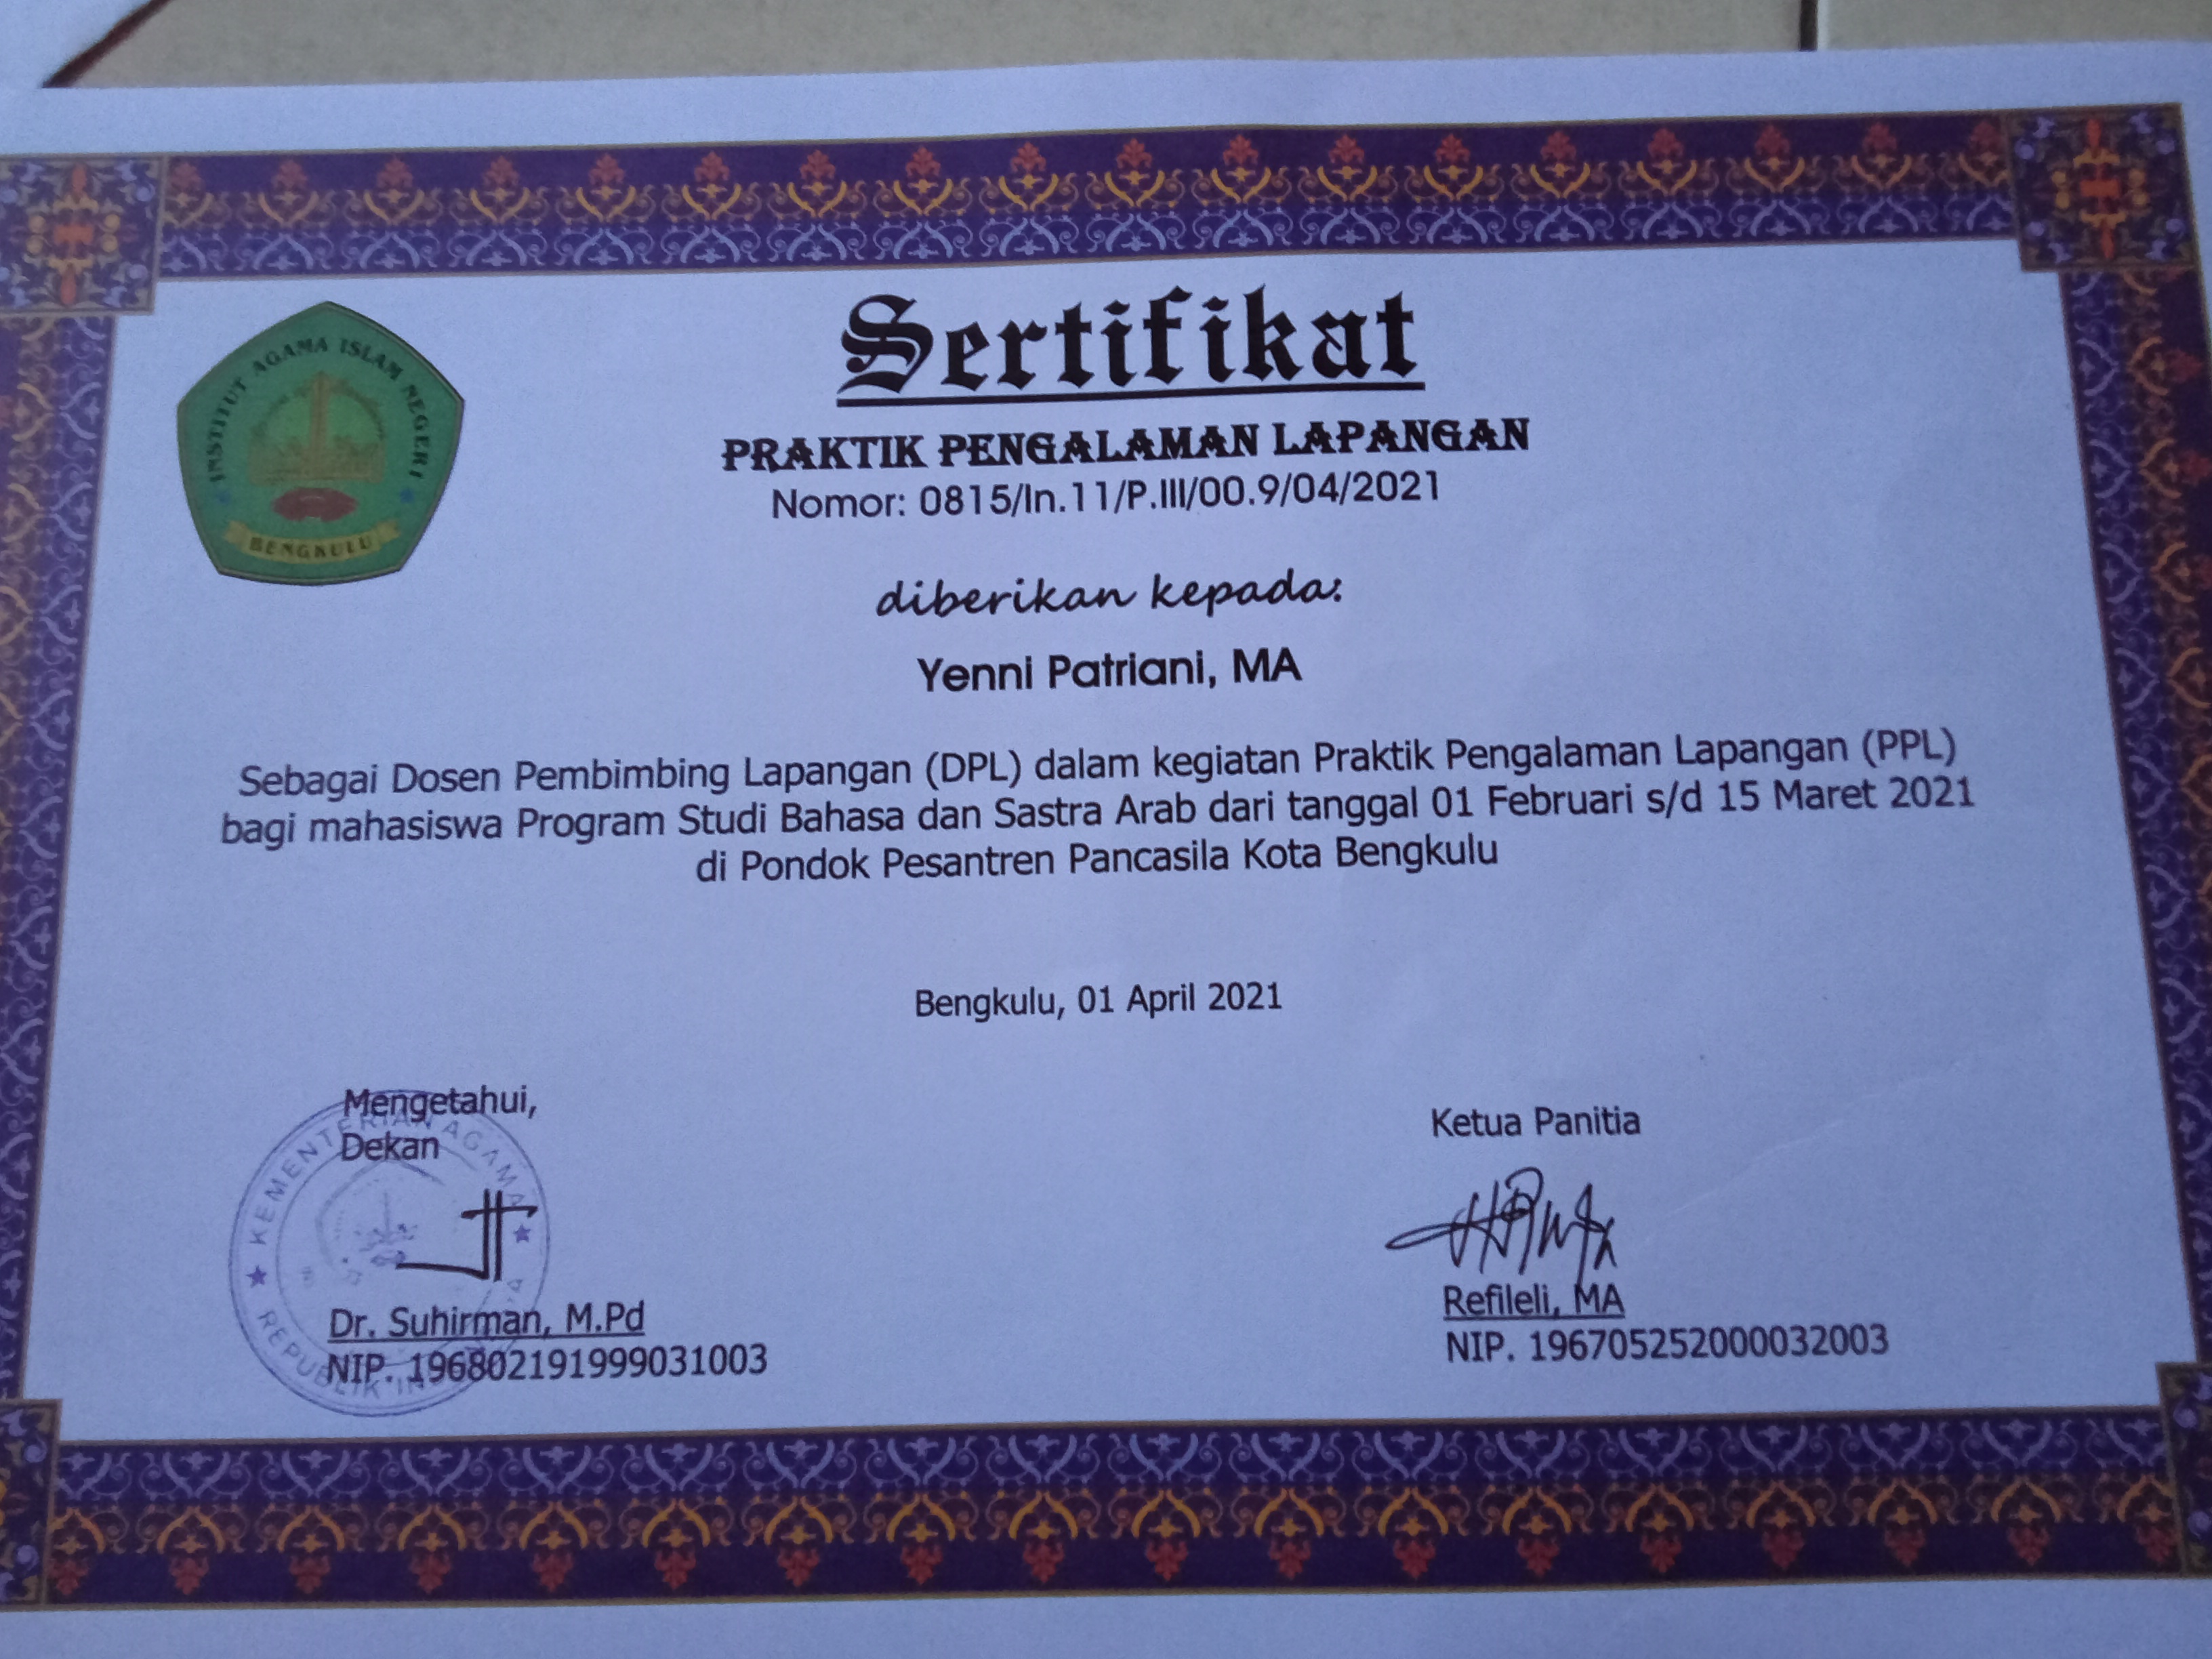 INSTITUT AGAMA ISLAM NEGERI
BENGKULU
Sertifikat
PRAKTIK PENGALAMAN LAPANGAN
Nomor: 0815/In.11/P.III/00.9/04/2021
diberikan kepada:
Yenni Patriani, MA
Sebagai Dosen Pembimbing Lapangan (DPL) dalam kegiatan Praktik Pengalaman Lapangan (PPL)
bagi mahasiswa Program Studi Bahasa dan Sastra Arab dari tanggal 01 Februari s/d 15 Maret 2021
di Pondok Pesantren Pancasila Kota Bengkulu
Bengkulu, 01 April 2021
Mengetahui,
Dekan
KEMENTERIAN AGAMA
REPUBLIK
Dr. Suhirman, M.Pd
NIP. 196802191999031003
Ketua Panitia
Refileli, MA
NIP. 196705252000032003